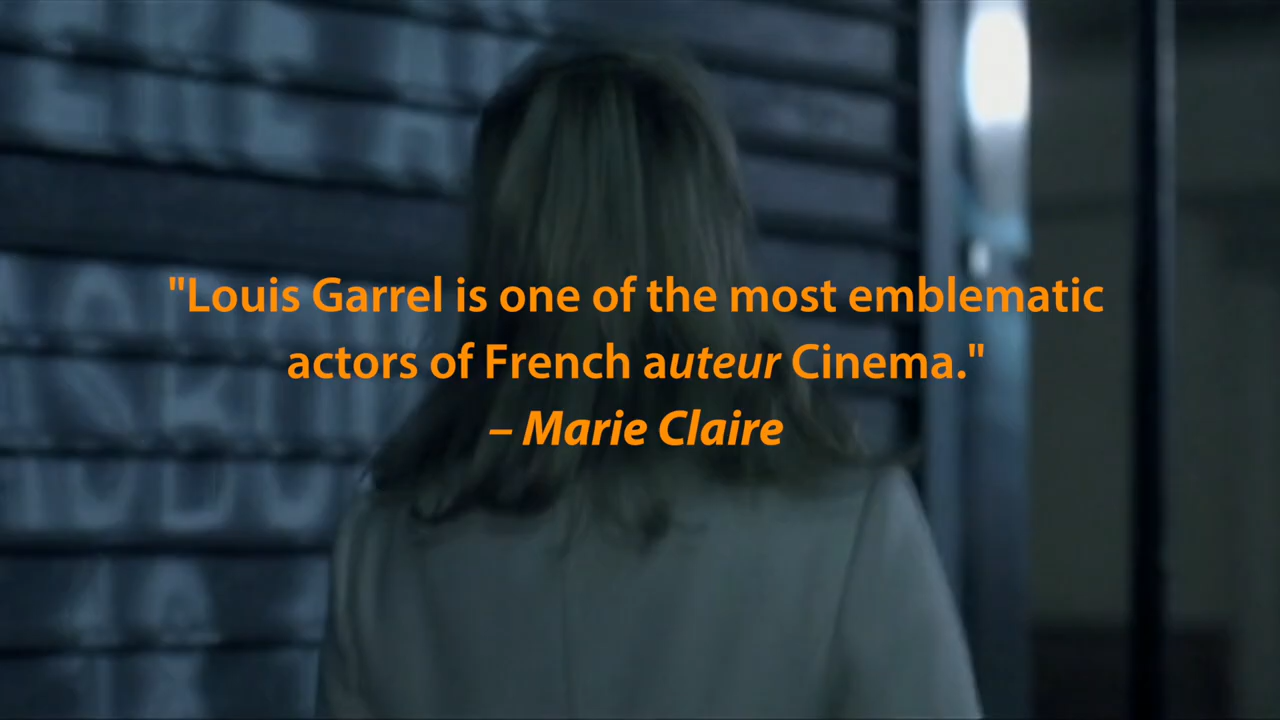 "Louis Garrel is one of the most emblematic
actors of French auteur Cinema."
– Marie Claire